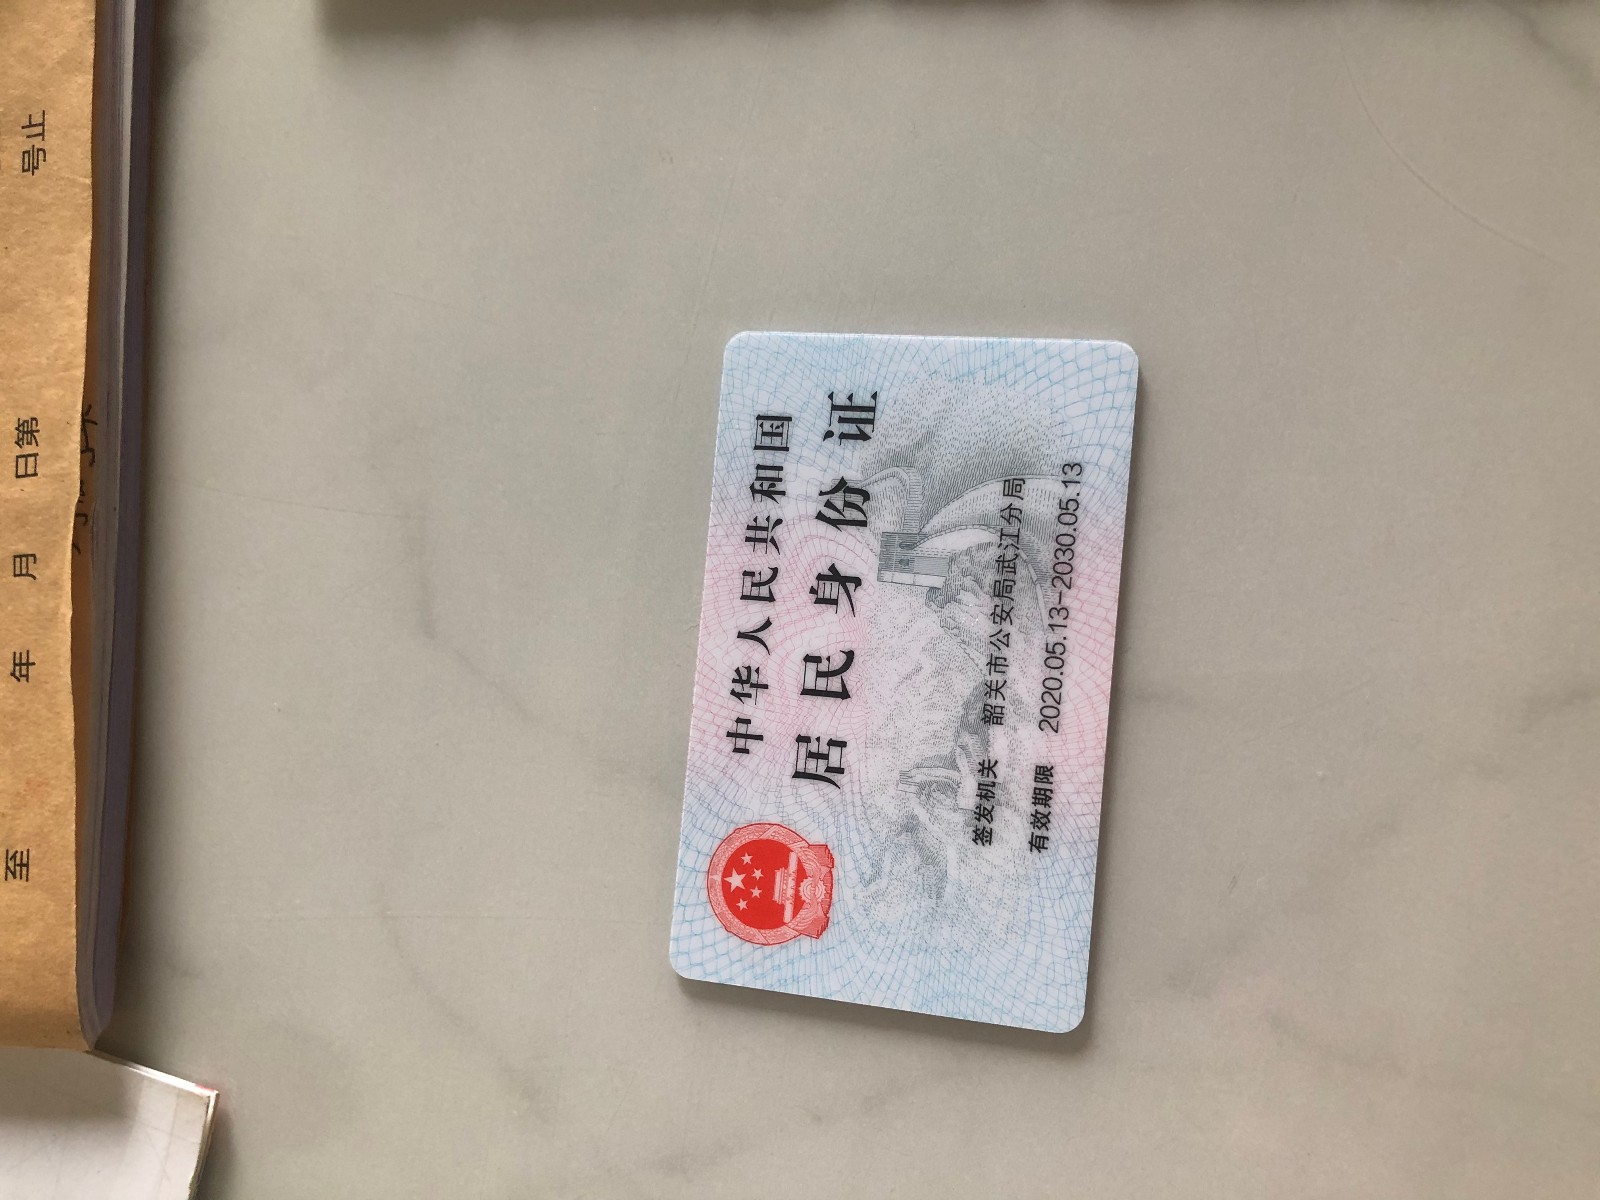 中华人民共和国
居民身份证
签发机关 韶关市公安局武江分局
有效期限 2020.05.13-2030.05.13
至 年 月 日第
号止